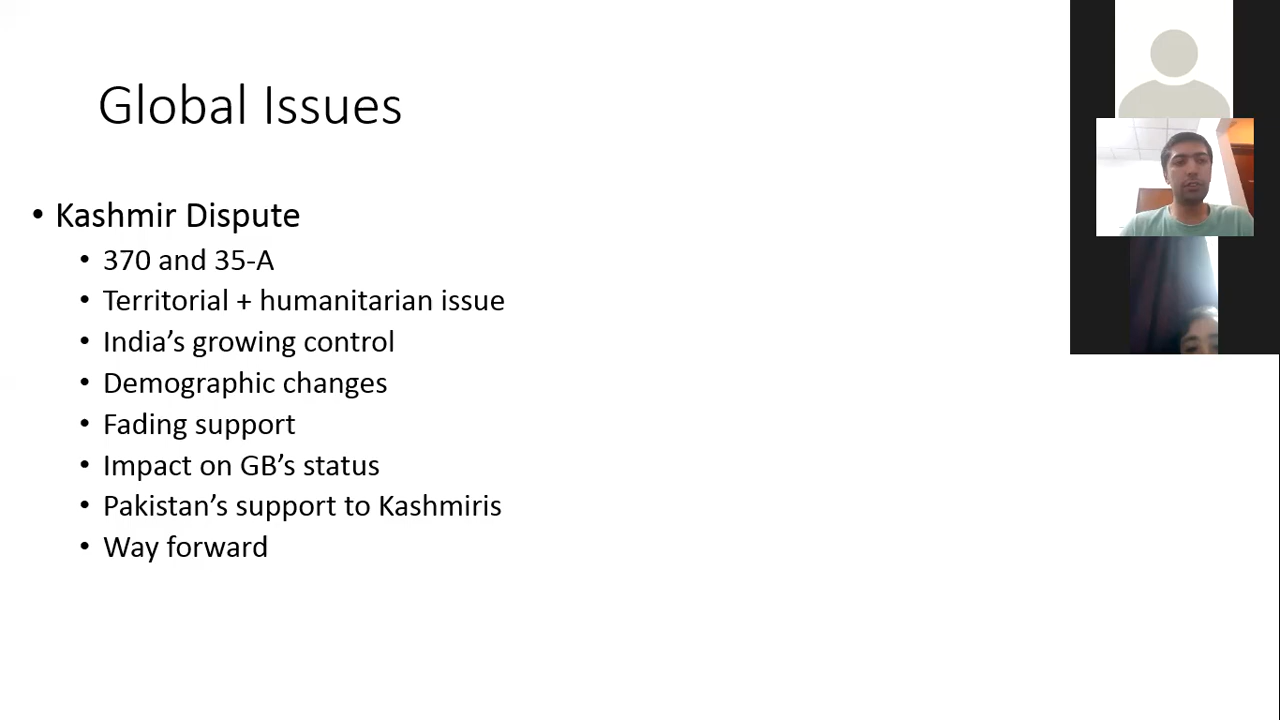 Global Issues
• Kashmir Dispute
• 370 and 35-A
• Territorial + humanitarian issue
• India’s growing control
• Demographic changes
• Fading support
• Impact on GB’s status
• Pakistan’s support to Kashmiris
• Way forward